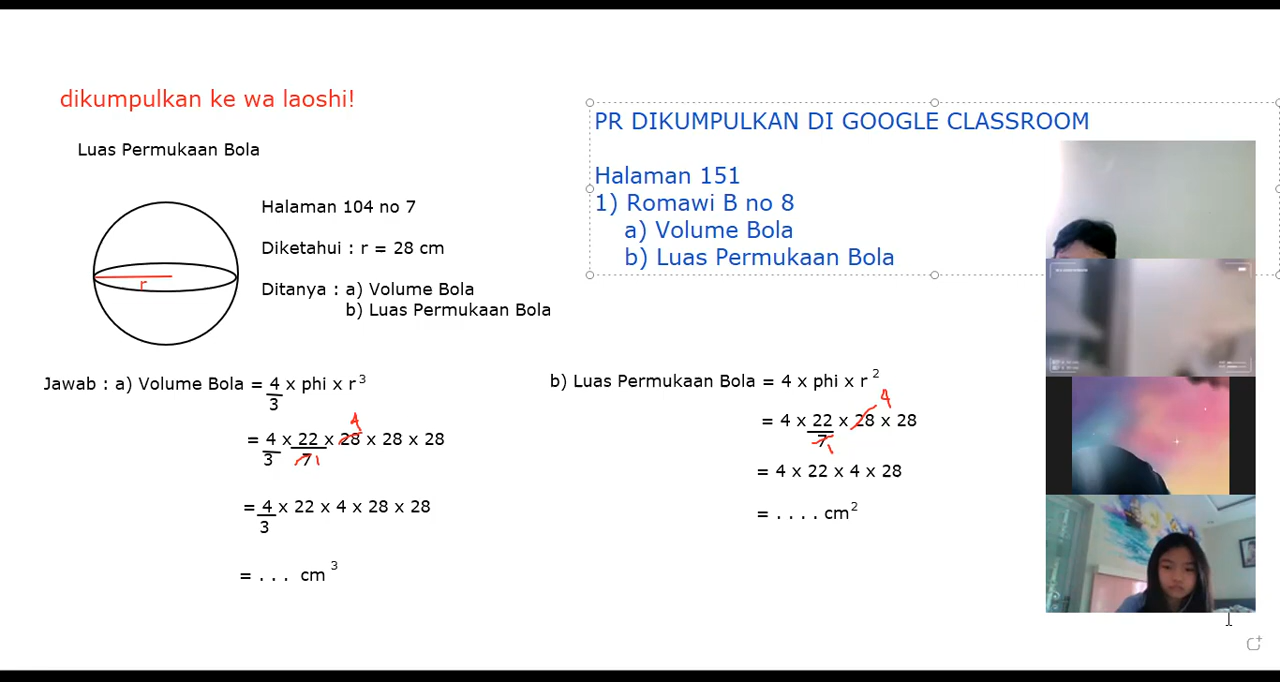 dikumpulkan ke wa laoshi!
Luas Permukaan Bola
r
Halaman 104 no 7
Diketahui : r = 28 cm
Ditanya : a) Volume Bola
b) Luas Permukaan Bola
PR DIKUMPULKAN DI GOOGLE CLASSROOM
Halaman 151
1) Romawi B no 8
a) Volume Bola
b) Luas Permukaan Bola
Jawab : a) Volume Bola = 4/3 x phi x r³
= 4/3 x 22/7 x 28 x 28 x 28
4
1
= 4/3 x 22 x 4 x 28 x 28
= . . . cm³
b) Luas Permukaan Bola = 4 x phi x r²
= 4 x 22/7 x 28 x 28
4
1
= 4 x 22 x 4 x 28
= . . . . cm²